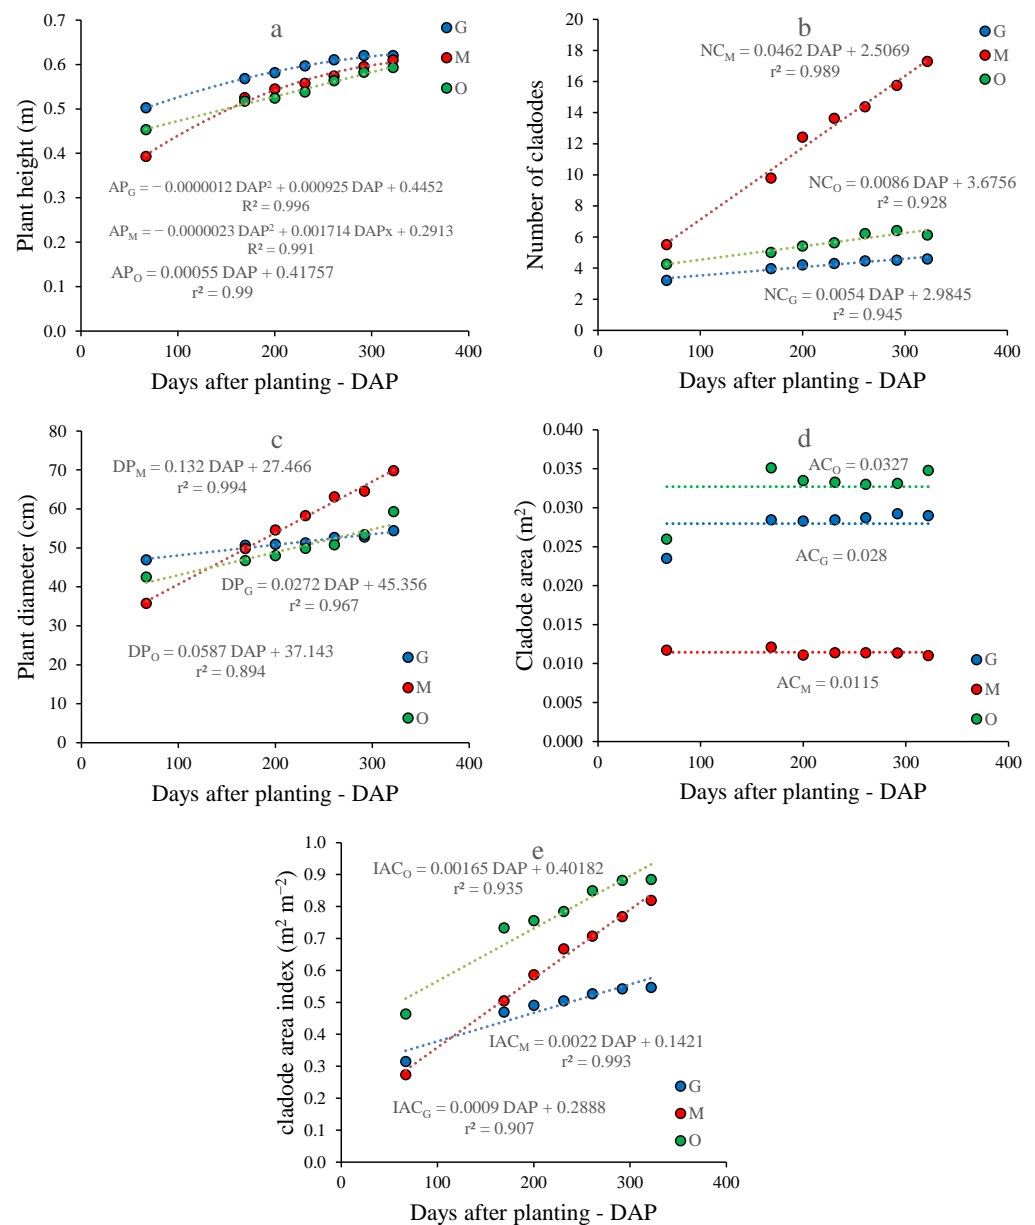 a
0.7
0.6
0.5
0.4
0.3
0.2
0.1
0.0
Plant height (m)
G
M
O
AP_G = − 0.0000012 DAP² + 0.000925 DAP + 0.4452
R² = 0.996
AP_M = − 0.0000023 DAP² + 0.001714 DAPx + 0.2913
R² = 0.991
AP_O = 0.00055 DAP + 0.41757
r² = 0.99
0 100 200 300 400
Days after planting - DAP
b
20
18
16
14
12
10
8
6
4
2
0
Number of cladodes
G
M
O
NC_M = 0.0462 DAP + 2.5069
r² = 0.989
NC_O = 0.0086 DAP + 3.6756
r² = 0.928
NC_G = 0.0054 DAP + 2.9845
r² = 0.945
0 100 200 300 400
Days after planting - DAP
c
80
70
60
50
40
30
20
10
0
Plant diameter (cm)
DP_M = 0.132 DAP + 27.466
r² = 0.994
DP_G = 0.0272 DAP + 45.356
r² = 0.967
DP_O = 0.0587 DAP + 37.143
r² = 0.894
G
M
O
0 100 200 300 400
Days after planting - DAP
d
0.040
0.035
0.030
0.025
0.020
0.015
0.010
0.005
0.000
Cladode area (m²)
AC_O = 0.0327
AC_G = 0.028
AC_M = 0.0115
G
M
O
0 100 200 300 400
Days after planting - DAP
e
1.0
0.9
0.8
0.7
0.6
0.5
0.4
0.3
0.2
0.1
0.0
cladode area index (m² m⁻²)
IAC_O = 0.00165 DAP + 0.40182
r² = 0.935
IAC_M = 0.0022 DAP + 0.1421
r² = 0.993
IAC_G = 0.0009 DAP + 0.2888
r² = 0.907
G
M
O
0 100 200 300 400
Days after planting - DAP